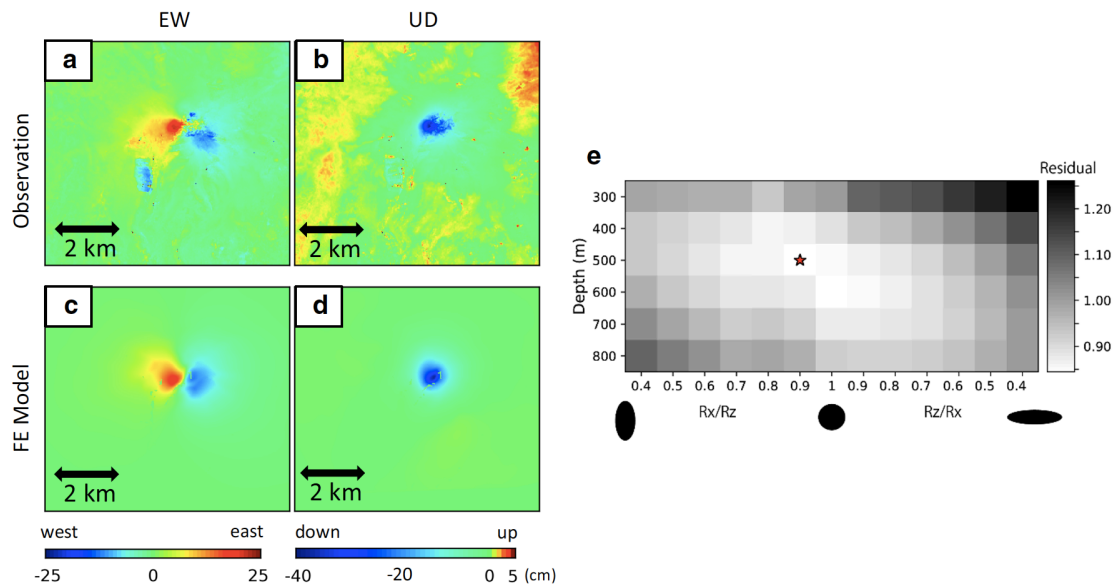 EW UD
a b
Observation
2 km 2 km
c d
FE Model
2 km 2 km
west east down up
-25 0 25 -40 -20 0 5 (cm)
e
Residual
300
400
500
600
700
800
Depth (m)
1.20
1.10
1.00
0.90
0.4 0.5 0.6 0.7 0.8 0.9 1 0.9 0.8 0.7 0.6 0.5 0.4
Rx/Rz Rz/Rx